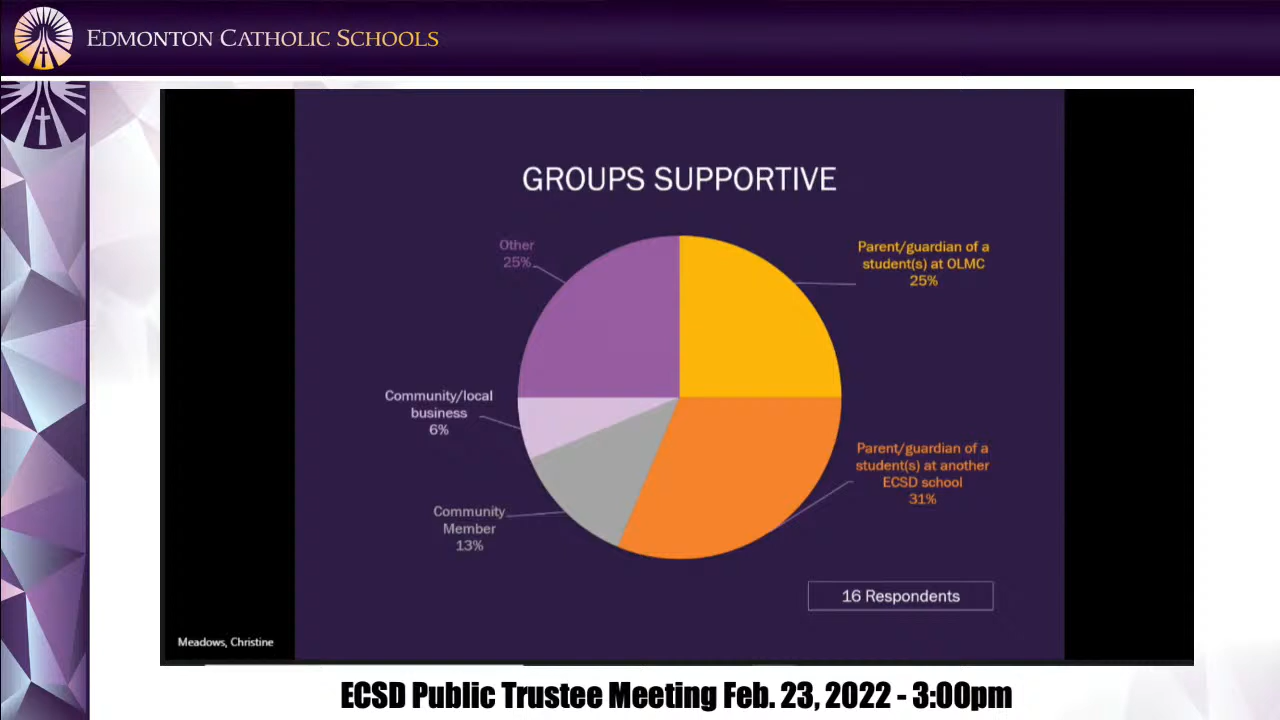 EDMONTON CATHOLIC SCHOOLS
GROUPS SUPPORTIVE
Other
25%
Parent/guardian of a
student(s) at OLMC
25%
Community/local
business
6%
Parent/guardian of a
student(s) at another
ECSD school
31%
Community
Member
13%
16 Respondents
Meadows, Christine
ECSD Public Trustee Meeting Feb. 23, 2022 - 3:00pm